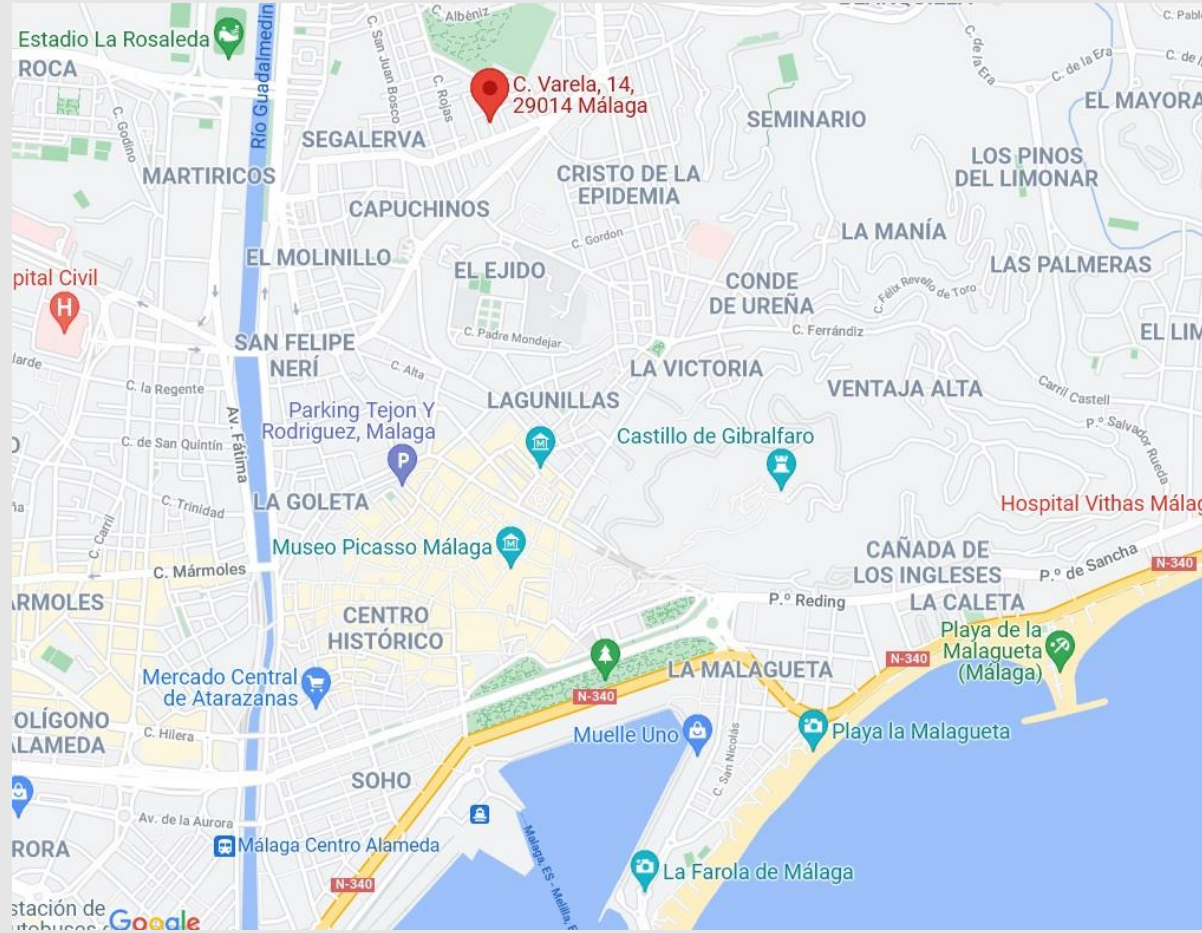 C. Albéniz
C. Pabl
Estadio La Rosaleda
ROCA
Río Guadalmedin
C. San Juan Bosco
C. Rojas
C. Varela, 14,
29014 Málaga
C. de la Era
C. de la Era
EL MAYORA
SEMINARIO
C. Godino
SEGALERVA
MARTIRICOS
CRISTO DE LA
EPIDEMIA
LOS PINOS
DEL LIMONAR
CAPUCHINOS
C. Gordon
LA MANÍA
EL MOLINILLO
EL EJIDO
LAS PALMERAS
pital Civil
H
CONDE
DE UREÑA
C. Félix Revello de Toro
C. Ferrándiz
EL LIM
SAN FELIPE
NERÍ
C. Padre Mondejar
larde
C. Alta
LA VICTORIA
C. la Regente
LAGUNILLAS
VENTAJA ALTA
Carril Castell
Av. Fátima
Parking Tejon Y
Rodriguez, Malaga
P
P.º Salvador Rueda
C. de San Quintín
Castillo de Gibralfaro
C. Trinidad
LA GOLETA
Hospital Vithas Málag
C. Carril
Museo Picasso Málaga
CAÑADA DE
LOS INGLESES
P.º de Sancha
N-340
C. Mármoles
ARMOLES
P.º Reding
LA CALETA
CENTRO
HISTÓRICO
Playa de la
Malagueta
(Málaga)
N-340
LA MALAGUETA
Mercado Central
de Atarazanas
N-340
OLÍGONO
ALAMEDA
C. Hilera
Muelle Uno
Playa la Malagueta
C. San Nicolás
SOHO
Av. de la Aurora
RORA
Málaga Centro Alameda
Malaga, ES - Melilla, E
La Farola de Málaga
N-340
stación de
Google